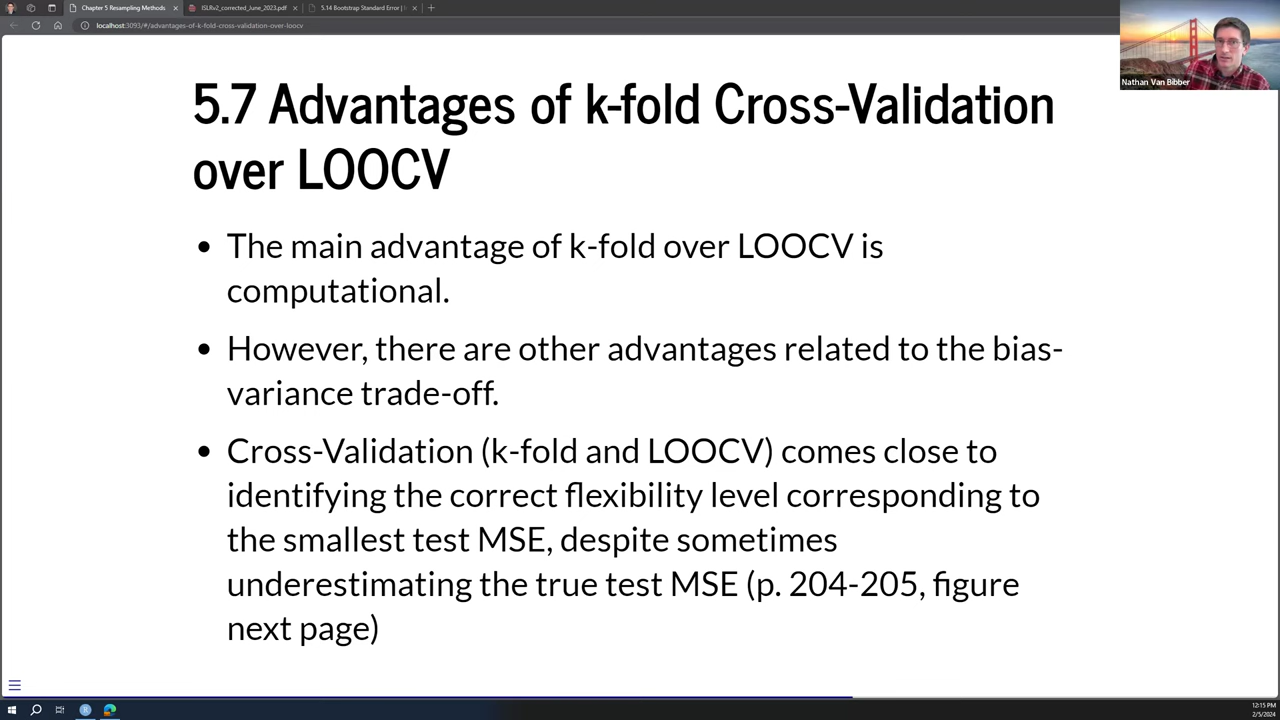 Chapter 5 Resampling Methods
ISLRv2_corrected_June_2023.pdf
5.14 Bootstrap Standard Error |
localhost:3093/#/advantages-of-k-fold-cross-validation-over-loocv
Nathan Van Bibber
5.7 Advantages of k-fold Cross-Validation
over LOOCV
• The main advantage of k-fold over LOOCV is
computational.
• However, there are other advantages related to the bias-
variance trade-off.
• Cross-Validation (k-fold and LOOCV) comes close to
identifying the correct flexibility level corresponding to
the smallest test MSE, despite sometimes
underestimating the true test MSE (p. 204-205, figure
next page)
12:15 PM
2/5/2024